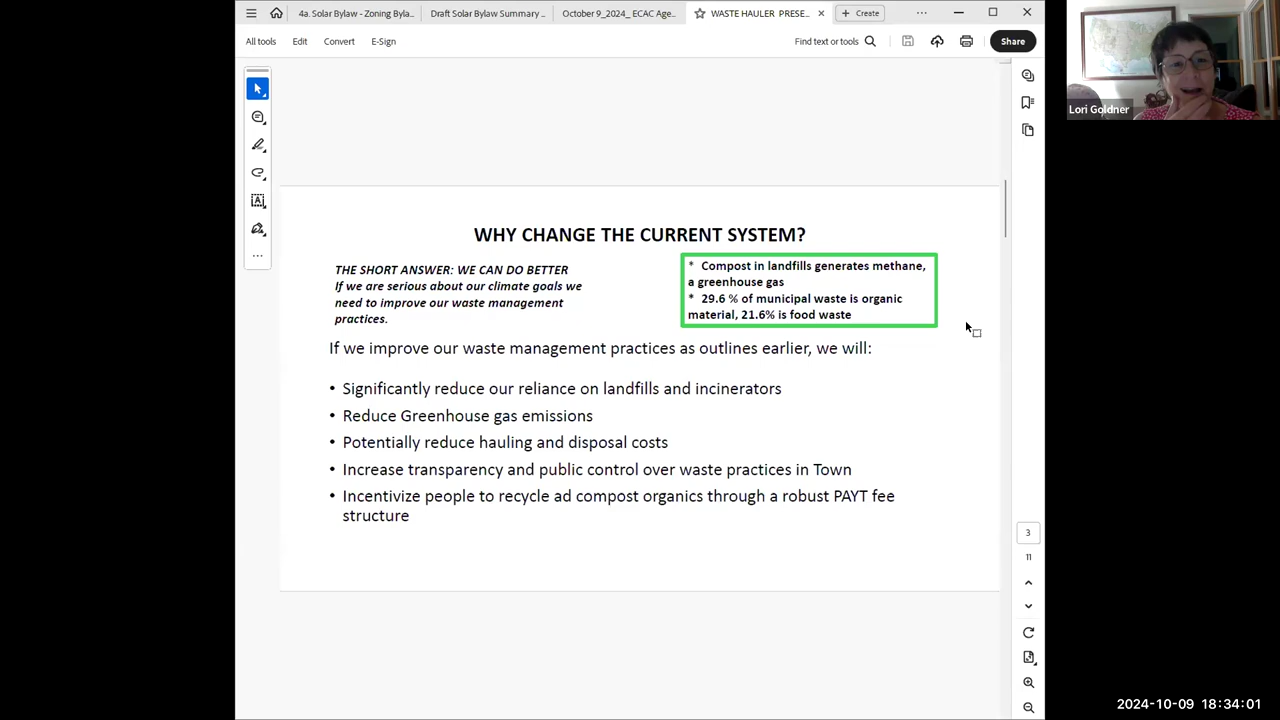 4a. Solar Bylaw - Zoning Byla...
Draft Solar Bylaw Summary ...
October 9_2024_ ECAC Age...
WASTE HAULER PRESE...
Create
All tools
Edit
Convert
E-Sign
Find text or tools
Share
Lori Goldner
WHY CHANGE THE CURRENT SYSTEM?
THE SHORT ANSWER: WE CAN DO BETTER
If we are serious about our climate goals we
need to improve our waste management
practices.
* Compost in landfills generates methane,
a greenhouse gas
* 29.6 % of municipal waste is organic
material, 21.6% is food waste
If we improve our waste management practices as outlines earlier, we will:
• Significantly reduce our reliance on landfills and incinerators
• Reduce Greenhouse gas emissions
• Potentially reduce hauling and disposal costs
• Increase transparency and public control over waste practices in Town
• Incentivize people to recycle ad compost organics through a robust PAYT fee
structure
3
11
2024-10-09 18:34:01